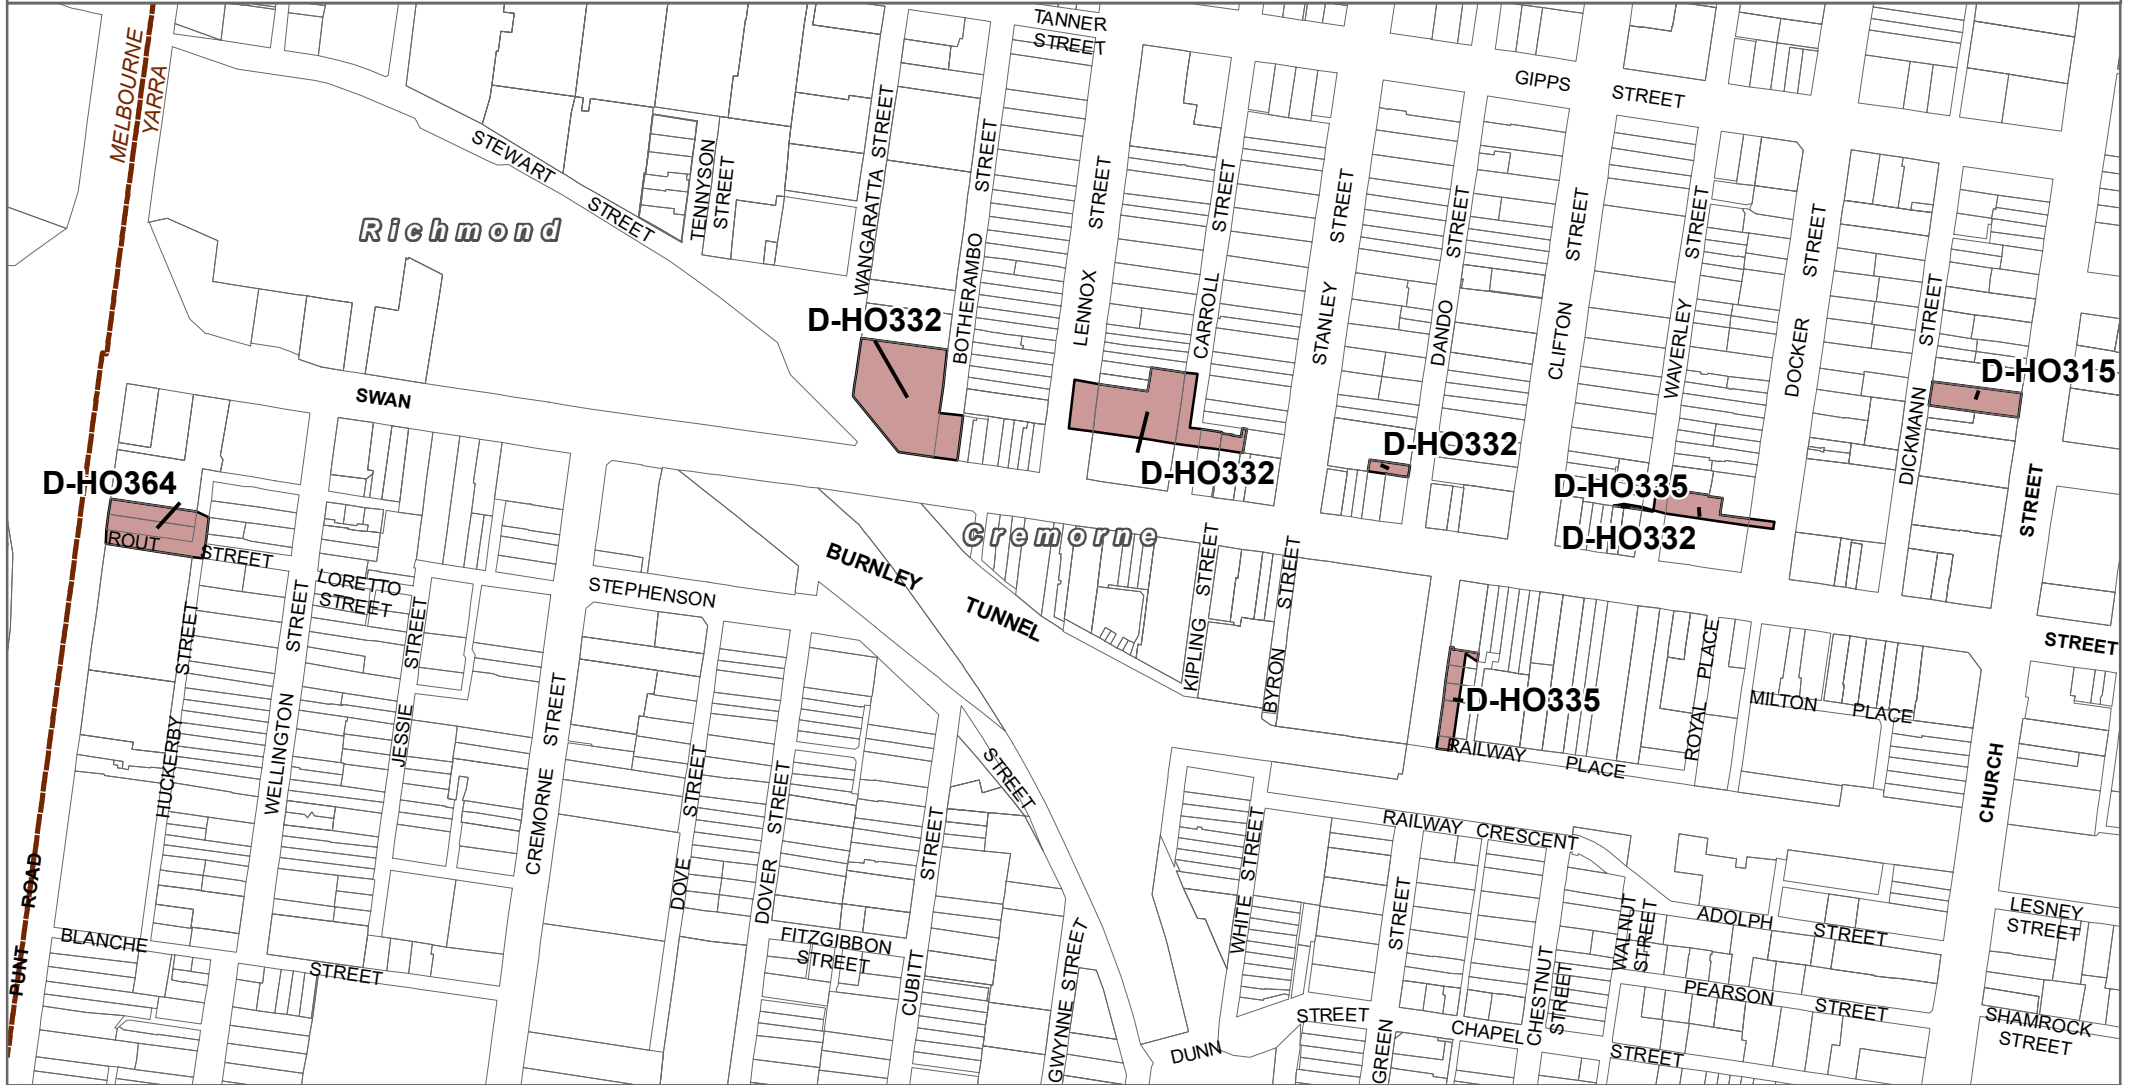 TANNER
STREET
MELBOURNE
YARRA
GIPPS
STREET
STEWART
STREET
TENNYSON
STREET
WANGARATTA STREET
BOTHERAMBO STREET
LENNOX STREET
CARROLL STREET
STANLEY STREET
DANDO STREET
CLIFTON STREET
WAVERLEY STREET
DOCKER STREET
DICKMANN STREET
Richmond
D-HO332
D-HO315
SWAN
D-HO332
D-HO332
D-HO364
D-HO335
D-HO332
STREET
ROUT STREET
Cremorne
BURNLEY
TUNNEL
LORETTO
STREET
STEPHENSON
KIPLING STREET
BYRON STREET
STREET
HUCKERBY STREET
WELLINGTON STREET
JESSIE STREET
CREMORNE STREET
D-HO335
ROYAL PLACE
MILTON PLACE
RAILWAY PLACE
CHURCH
STREET
DOVE STREET
DOVER STREET
CUBITT STREET
RAILWAY CRESCENT
WHITE STREET
GREEN STREET
CHESTNUT
STREET
WALNUT
STREET
ADOLPH STREET
LESNEY
STREET
PUNT ROAD
BLANCHE STREET
FITZGIBBON
STREET
GWYNNE STREET
PEARSON STREET
DUNN STREET
CHAPEL STREET
SHAMROCK
STREET